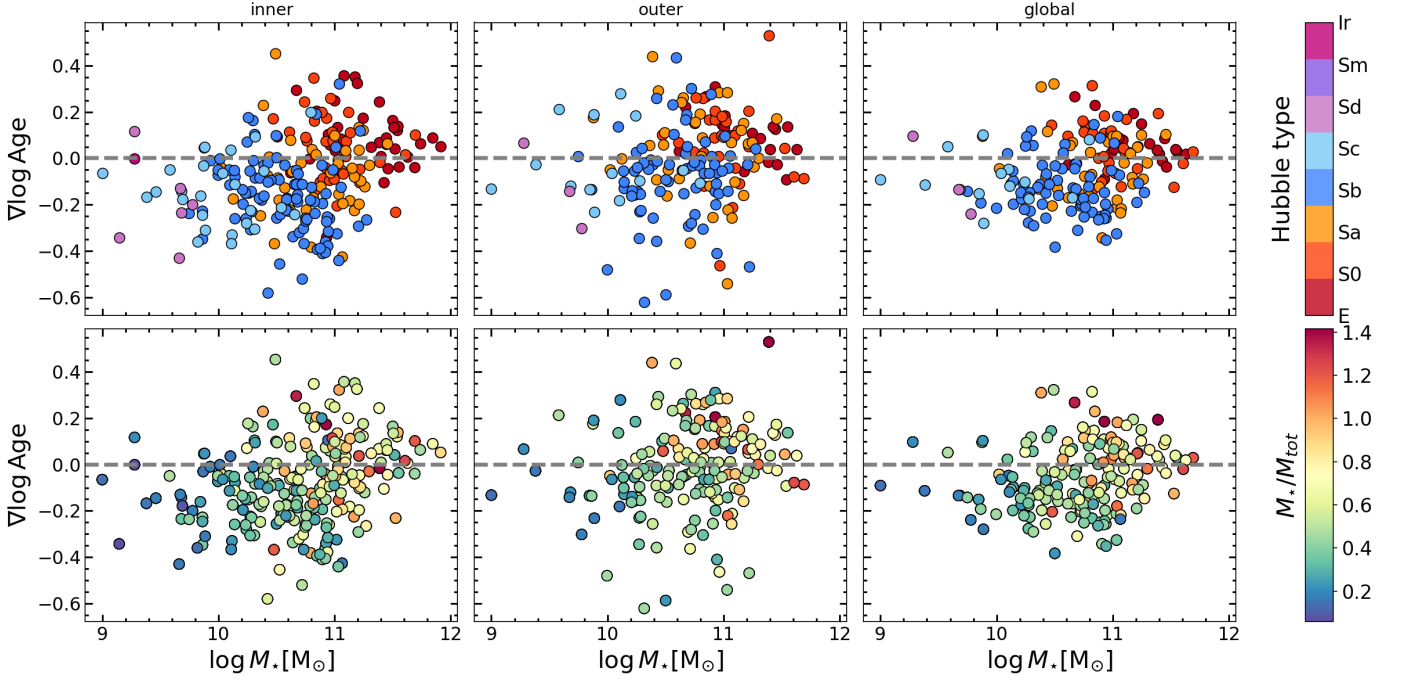 inner outer global
∇log Age
0.4
0.2
0.0
−0.2
−0.4
−0.6
Hubble type
Ir
Sm
Sd
Sc
Sb
Sa
S0
E
∇log Age
0.4
0.2
0.0
−0.2
−0.4
−0.6
9 10 11 12
9 10 11 12
9 10 11 12
log M⋆[M⊙]
log M⋆[M⊙]
log M⋆[M⊙]
M⋆/Mtot
1.4
1.2
1.0
0.8
0.6
0.4
0.2